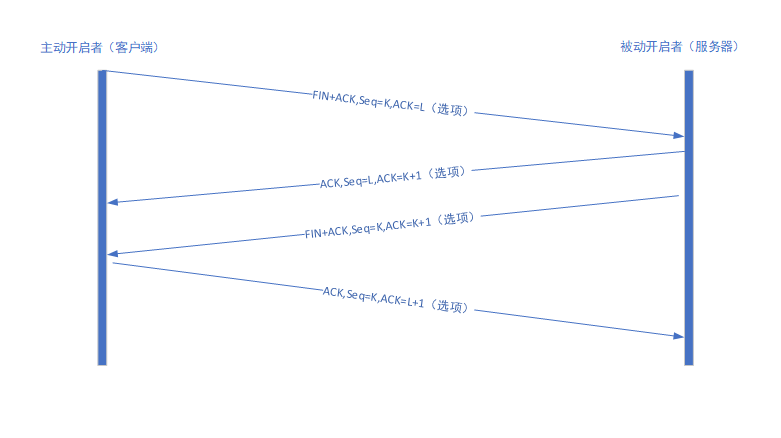 主动开启者（客户端）
被动开启者（服务器）
FIN+ACK,Seq=K,ACK=L（选项）
ACK,Seq=L,ACK=K+1（选项）
FIN+ACK,Seq=K,ACK=K+1（选项）
ACK,Seq=K,ACK=L+1（选项）